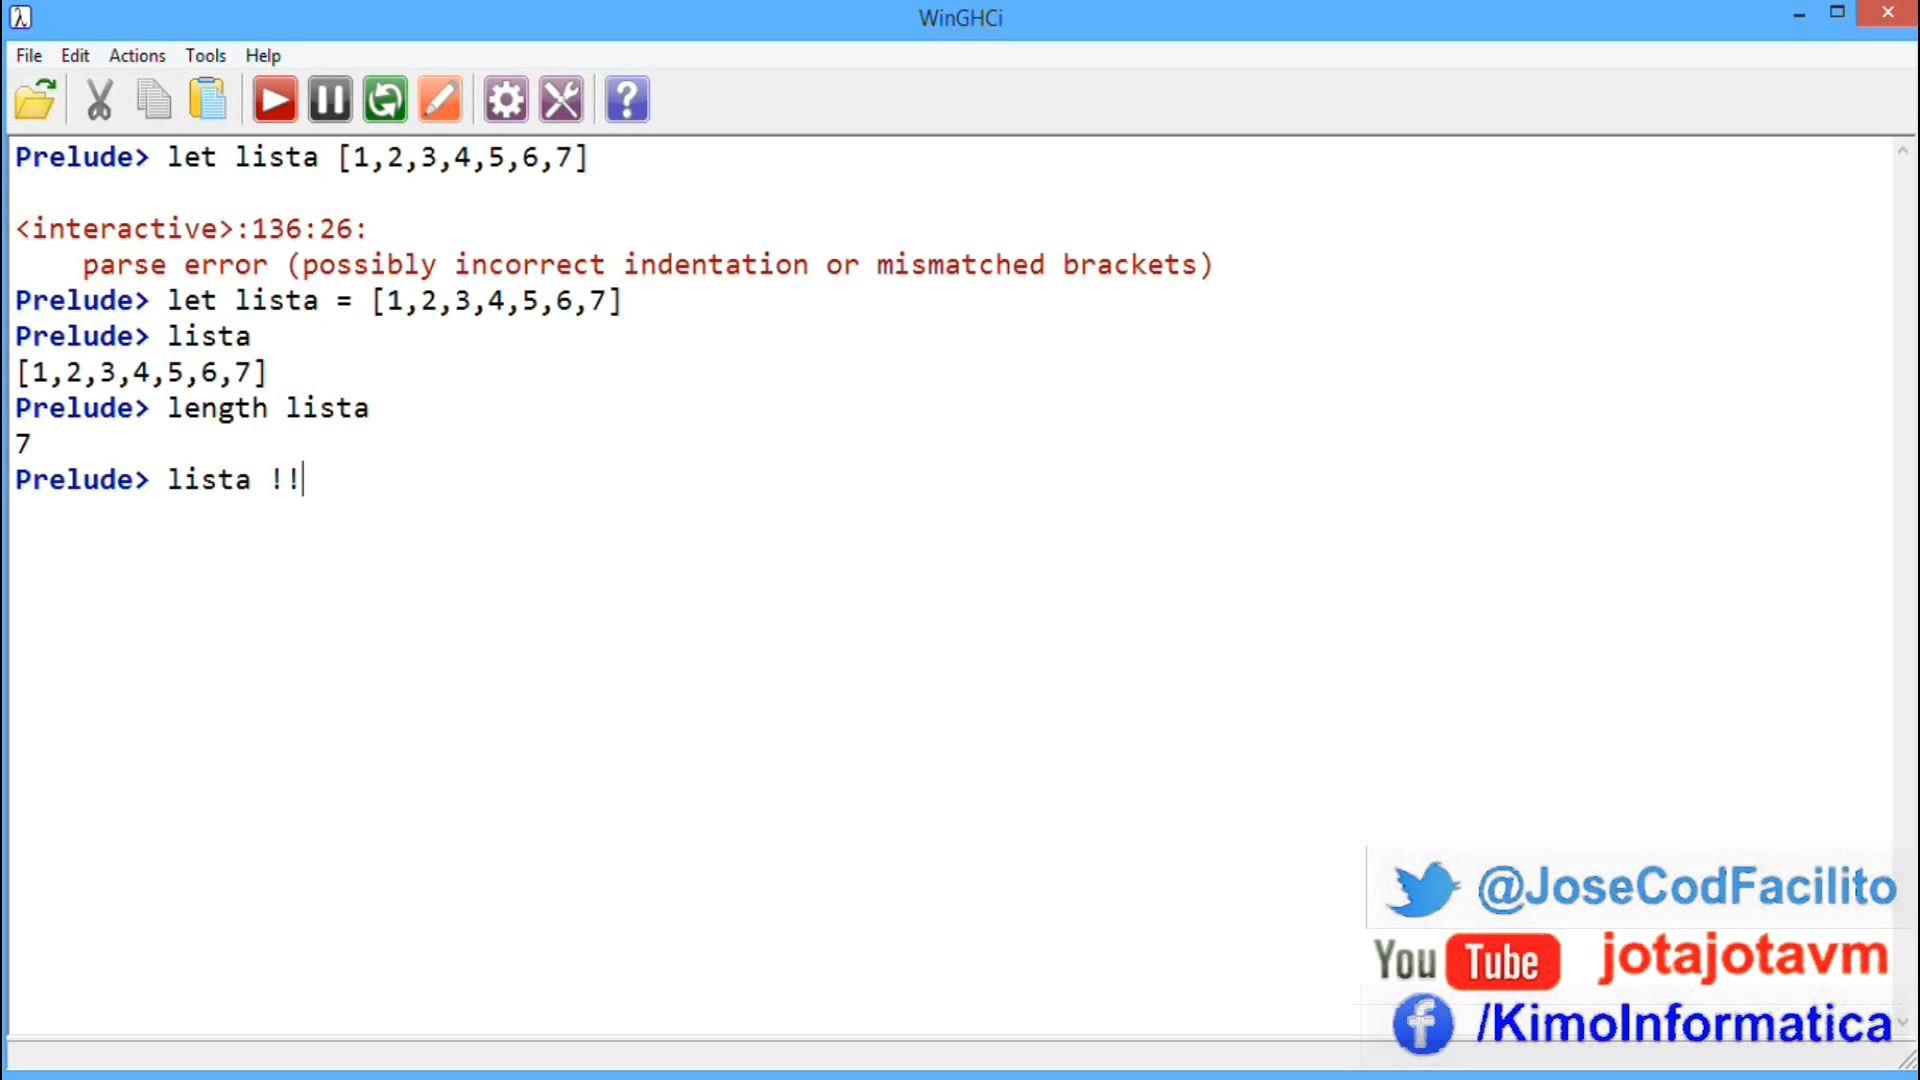 WinGHCi
File Edit Actions Tools Help
Prelude> let lista [1,2,3,4,5,6,7]
<interactive>:136:26:
    parse error (possibly incorrect indentation or mismatched brackets)
Prelude> let lista = [1,2,3,4,5,6,7]
Prelude> lista
[1,2,3,4,5,6,7]
Prelude> length lista
7
Prelude> lista !!
@JoseCodFacilito
YouTube jotajotavm
/KimoInformatica